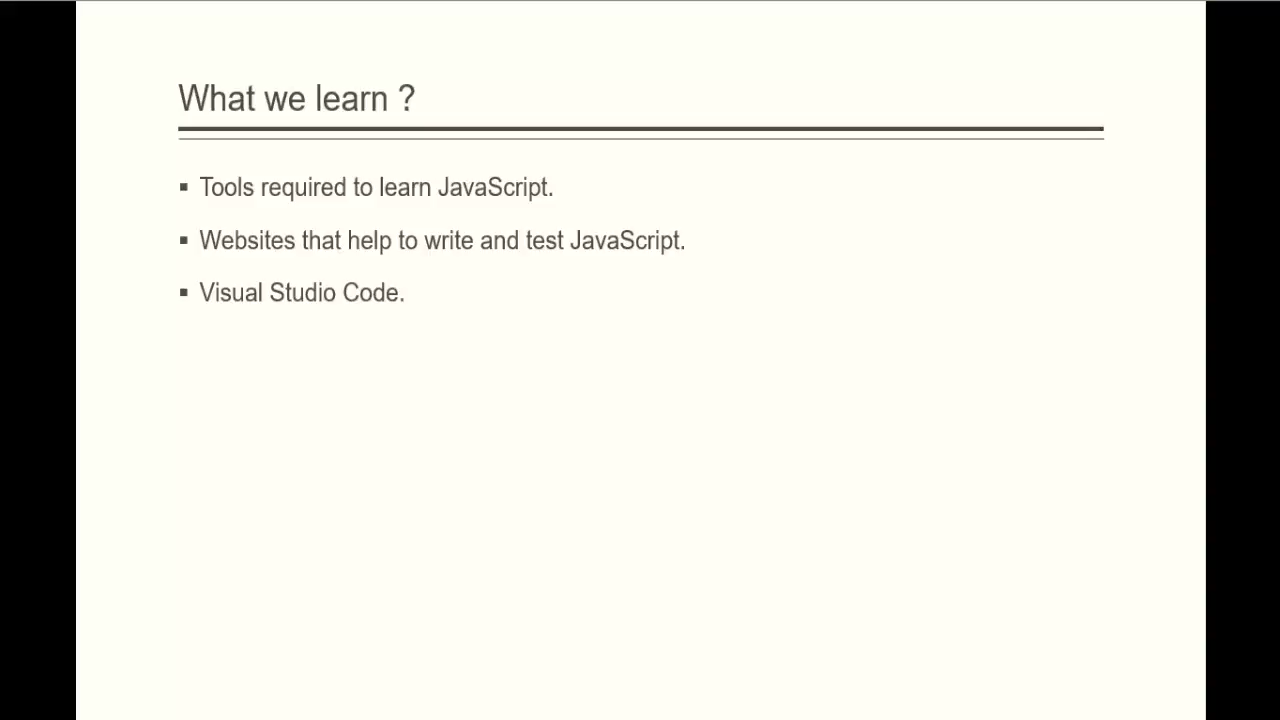 What we learn ?
Tools required to learn JavaScript.
Websites that help to write and test JavaScript.
Visual Studio Code.